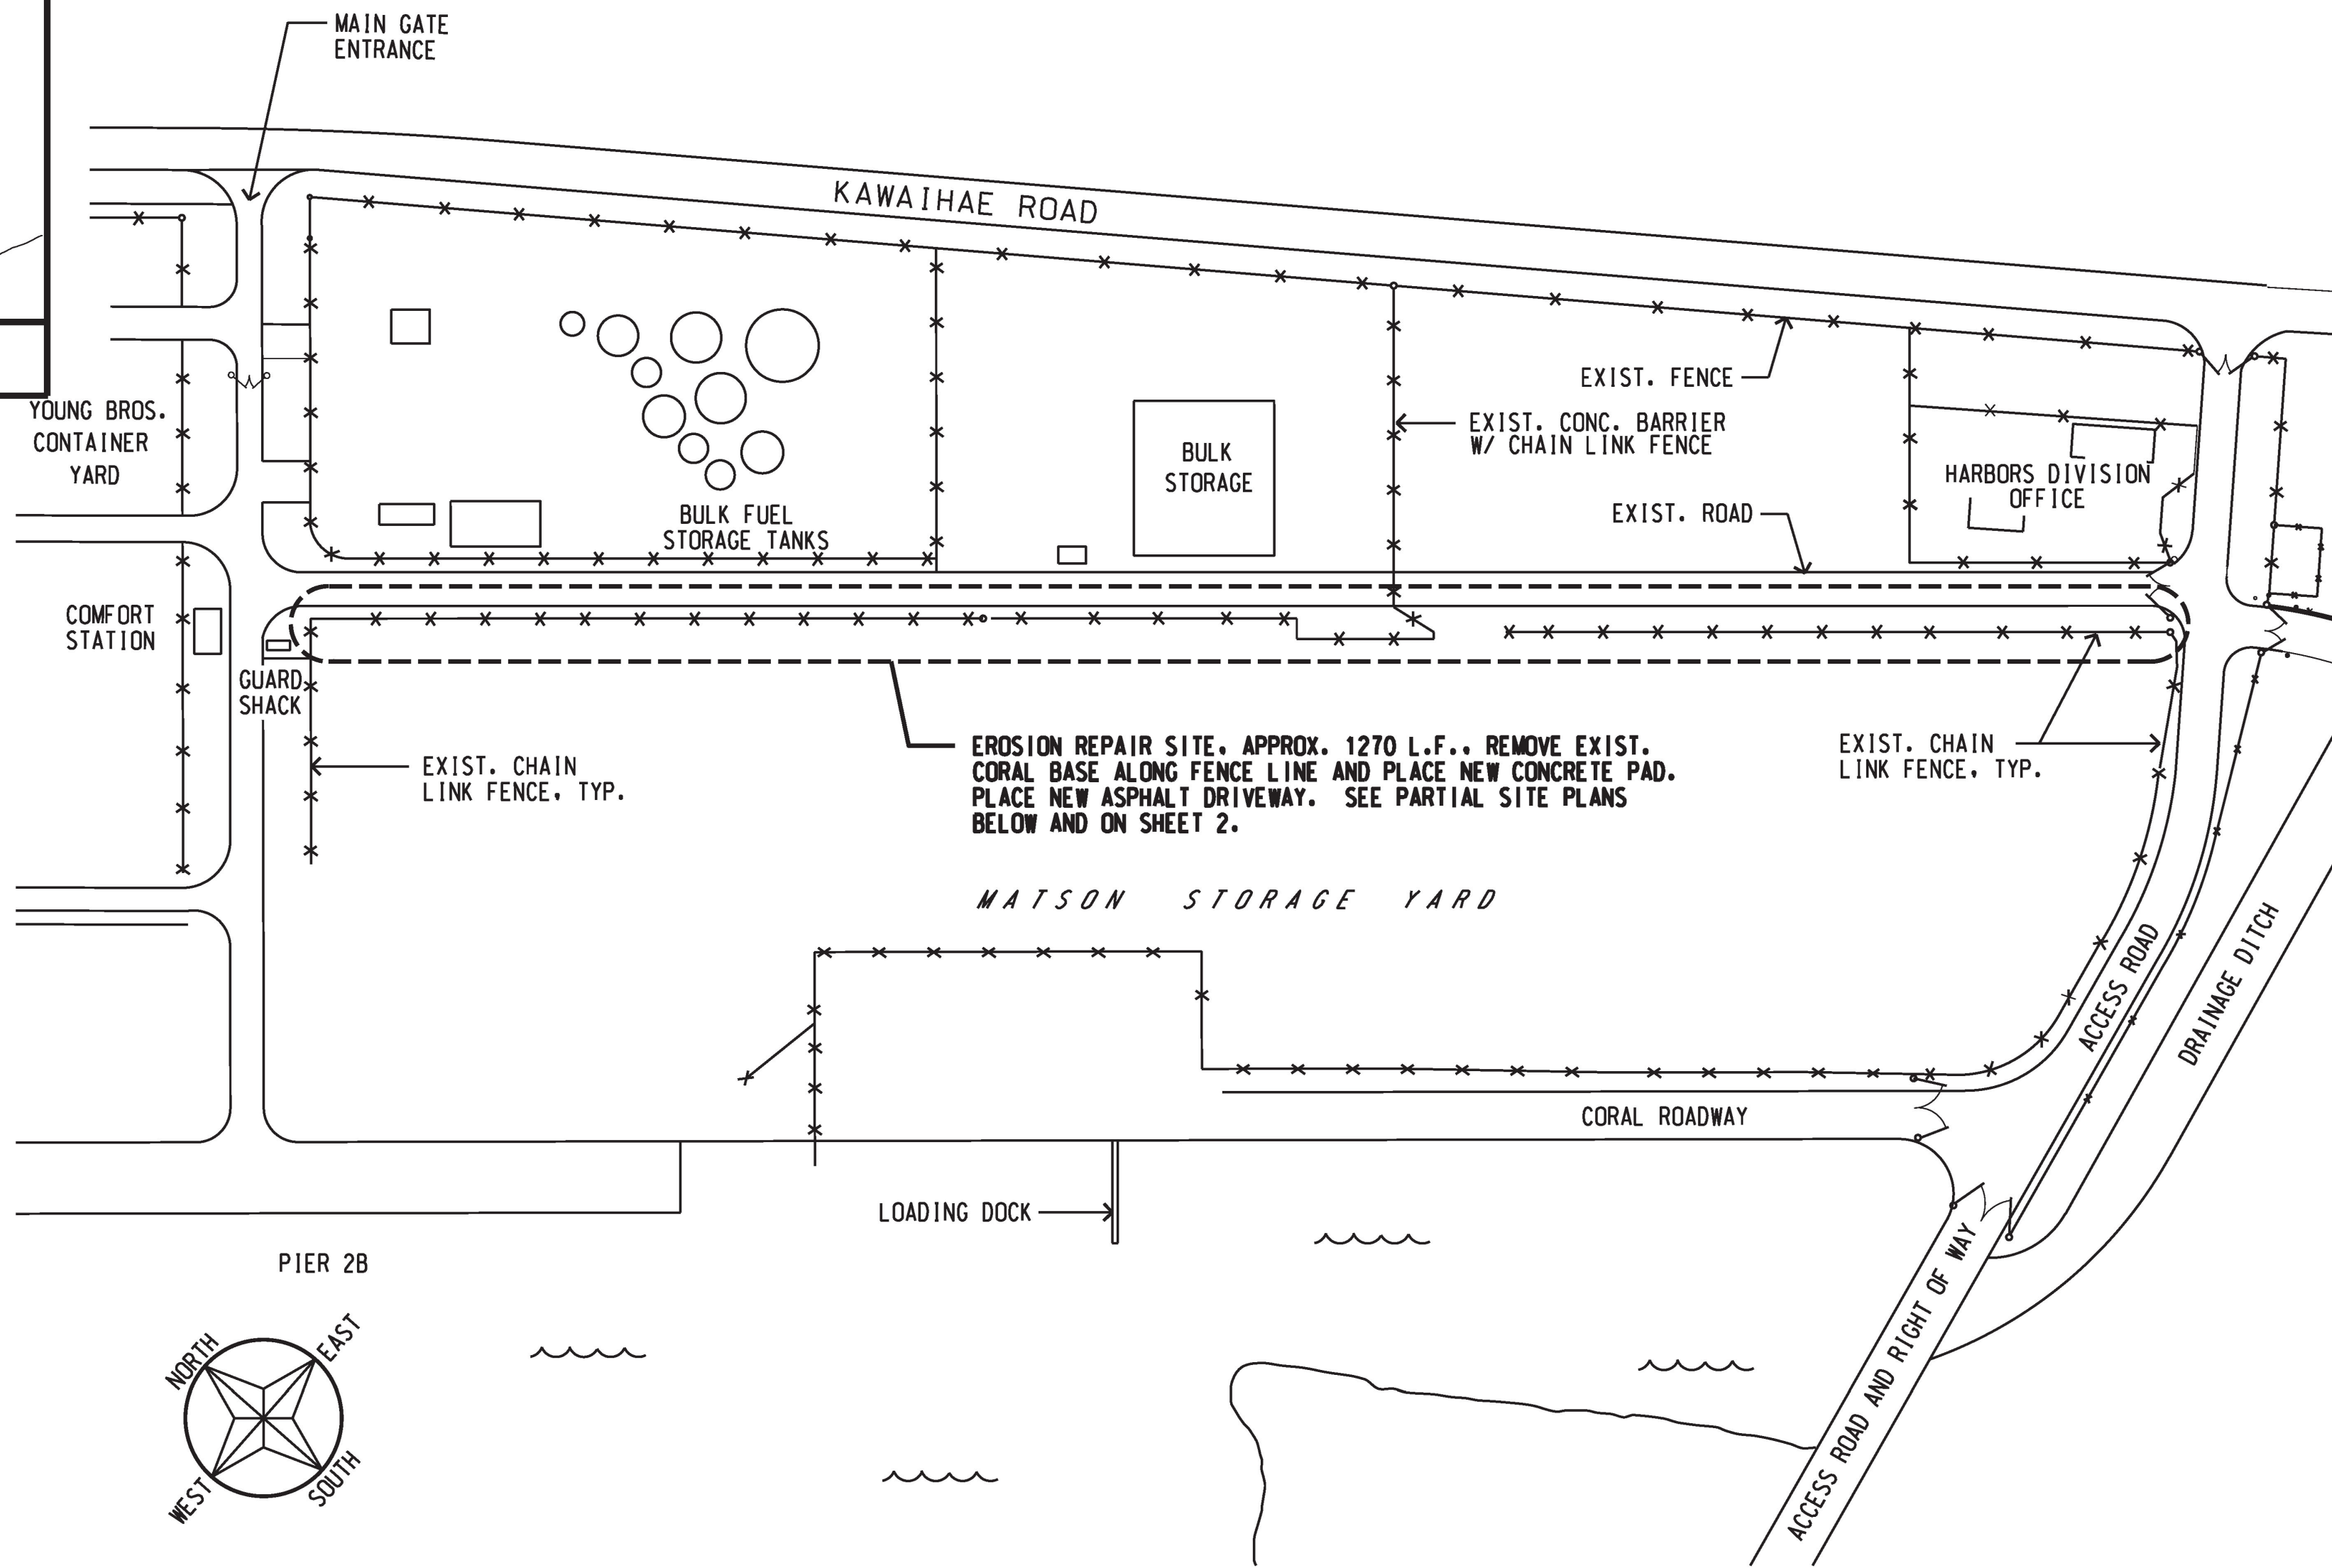 MAIN GATE
ENTRANCE
KAWAIHAE ROAD
EXIST. FENCE
YOUNG BROS.
CONTAINER
YARD
EXIST. CONC. BARRIER
W/ CHAIN LINK FENCE
BULK
STORAGE
HARBORS DIVISION
OFFICE
BULK FUEL
STORAGE TANKS
EXIST. ROAD
COMFORT
STATION
GUARD
SHACK
EXIST. CHAIN
LINK FENCE, TYP.
EROSION REPAIR SITE, APPROX. 1270 L.F., REMOVE EXIST.
CORAL BASE ALONG FENCE LINE AND PLACE NEW CONCRETE PAD.
PLACE NEW ASPHALT DRIVEWAY. SEE PARTIAL SITE PLANS
BELOW AND ON SHEET 2.
EXIST. CHAIN
LINK FENCE, TYP.
MATSON STORAGE YARD
ACCESS ROAD
DRAINAGE DITCH
CORAL ROADWAY
LOADING DOCK
PIER 2B
ACCESS ROAD AND RIGHT OF WAY
NORTH
EAST
WEST
SOUTH